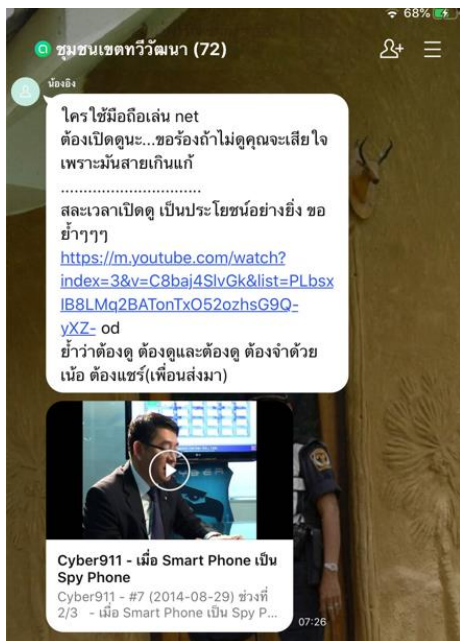 68%
ชุมชนเขตทวีวัฒนา (72)
น้องอิง
ใครใช้มือถือเล่น net
ต้องเปิดดูนะ...ขอร้องถ้าไม่ดูคุณจะเสียใจ
เพราะมันสายเกินแก้
...............................
สละเวลาเปิดดู เป็นประโยชน์อย่างยิ่ง ขอ
ย้ำๆๆๆ
https://m.youtube.com/watch?
index=3&v=C8baj4SlvGk&list=PLbsx
IB8LMq2BATonTxO52ozhsG9Q-
yXZ- od
ย้ำว่าต้องดู ต้องดูและต้องดู ต้องจำด้วย
เน้อ ต้องแชร์(เพื่อนส่งมา)
Cyber911 - เมื่อ Smart Phone เป็น
Spy Phone
Cyber911 - #7 (2014-08-29) ช่วงที่
2/3 - เมื่อ Smart Phone เป็น Spy P...
07:26